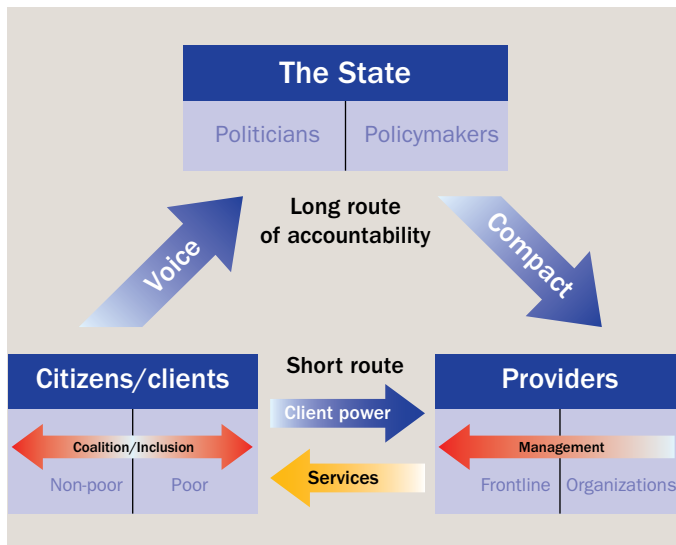 The State
Politicians
Policymakers
Long route
of accountability
Voice
Compact
Citizens/clients
Short route
Providers
Client power
Coalition/Inclusion
Management
Services
Non-poor
Poor
Frontline
Organizations